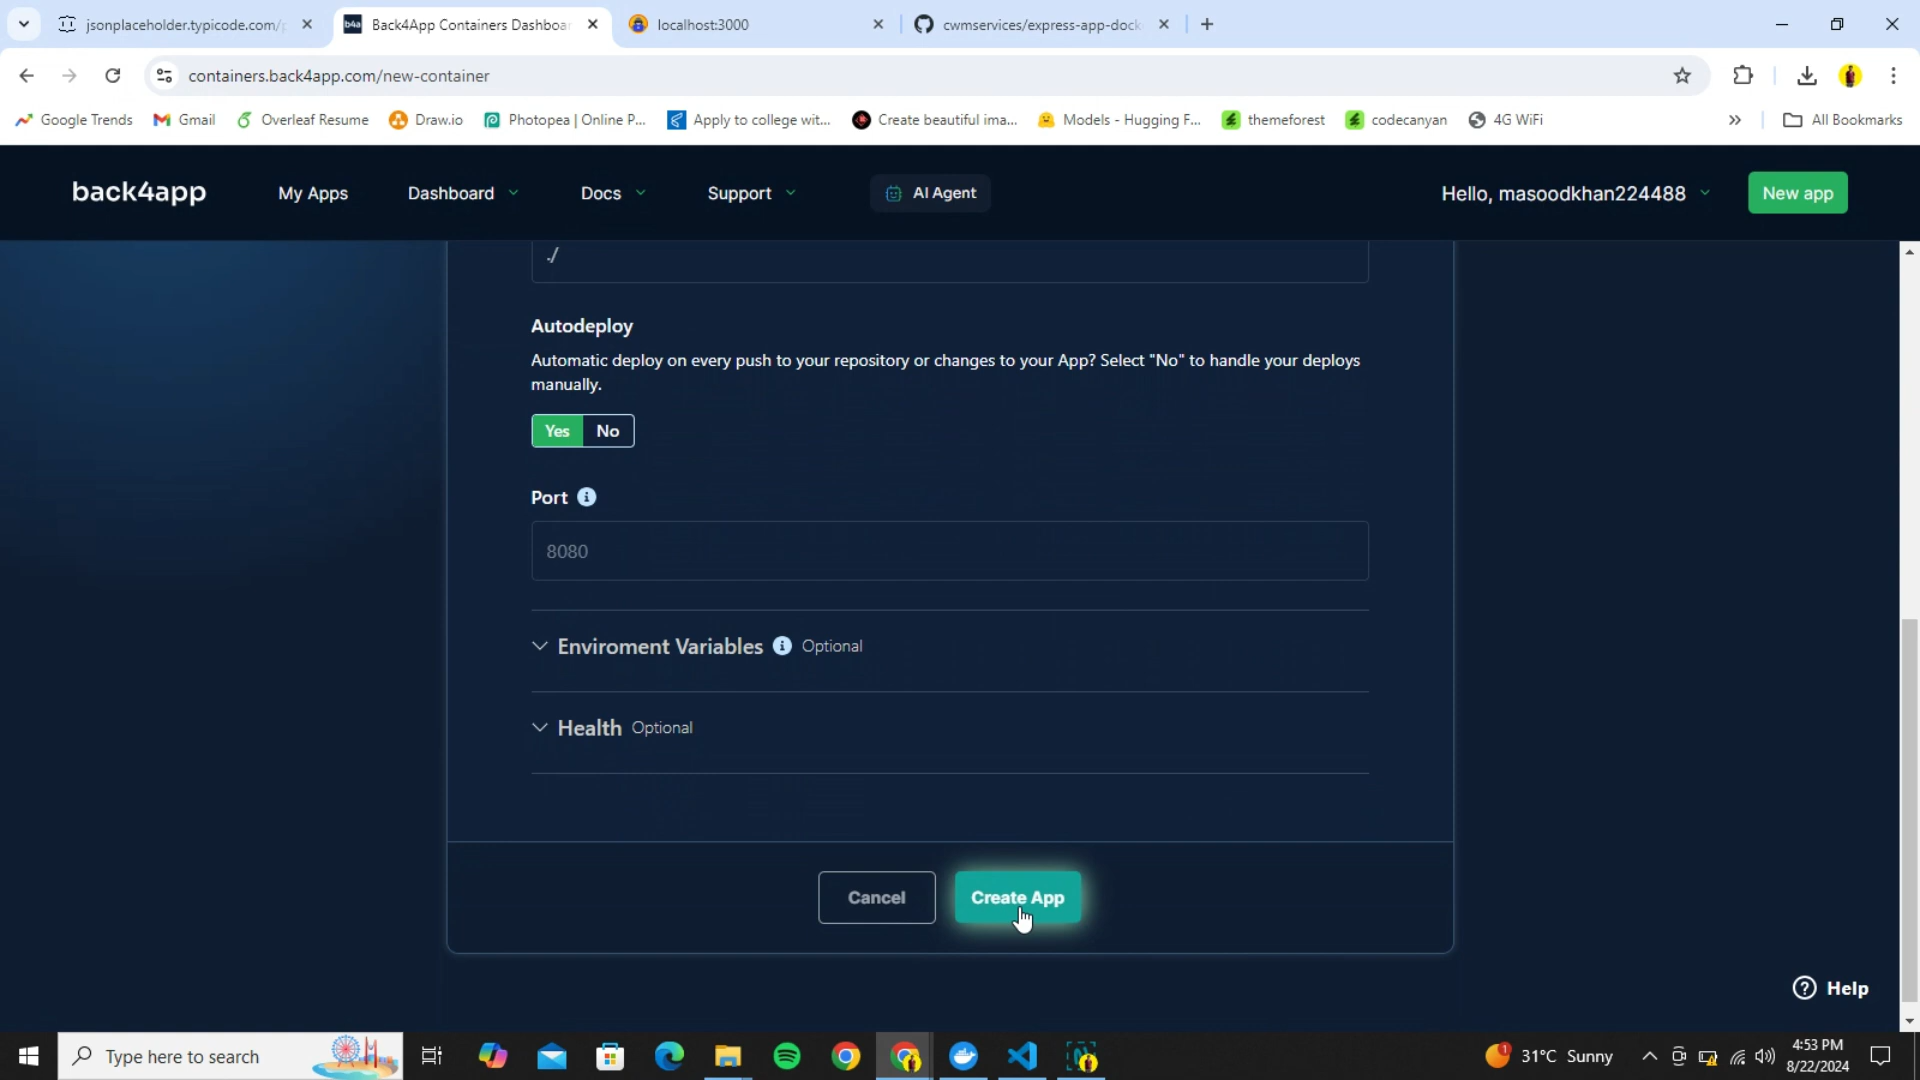 jsonplaceholder.typicode.com/p
b4a Back4App Containers Dashboar
localhost:3000
cwmservices/express-app-dock
containers.back4app.com/new-container
Google Trends
Gmail
Overleaf Resume
Draw.io
Photopea | Online P...
Apply to college wit...
Create beautiful ima...
Models - Hugging F...
themeforest
codecanyan
4G WiFi
All Bookmarks
back4app
My Apps
Dashboard
Docs
Support
AI Agent
Hello, masoodkhan224488
New app
./
Autodeploy
Automatic deploy on every push to your repository or changes to your App? Select "No" to handle your deploys
manually.
Yes No
Port
8080
Enviroment Variables Optional
Health Optional
Cancel
Create App
Help
Type here to search
1
31°C Sunny
4:53 PM
8/22/2024